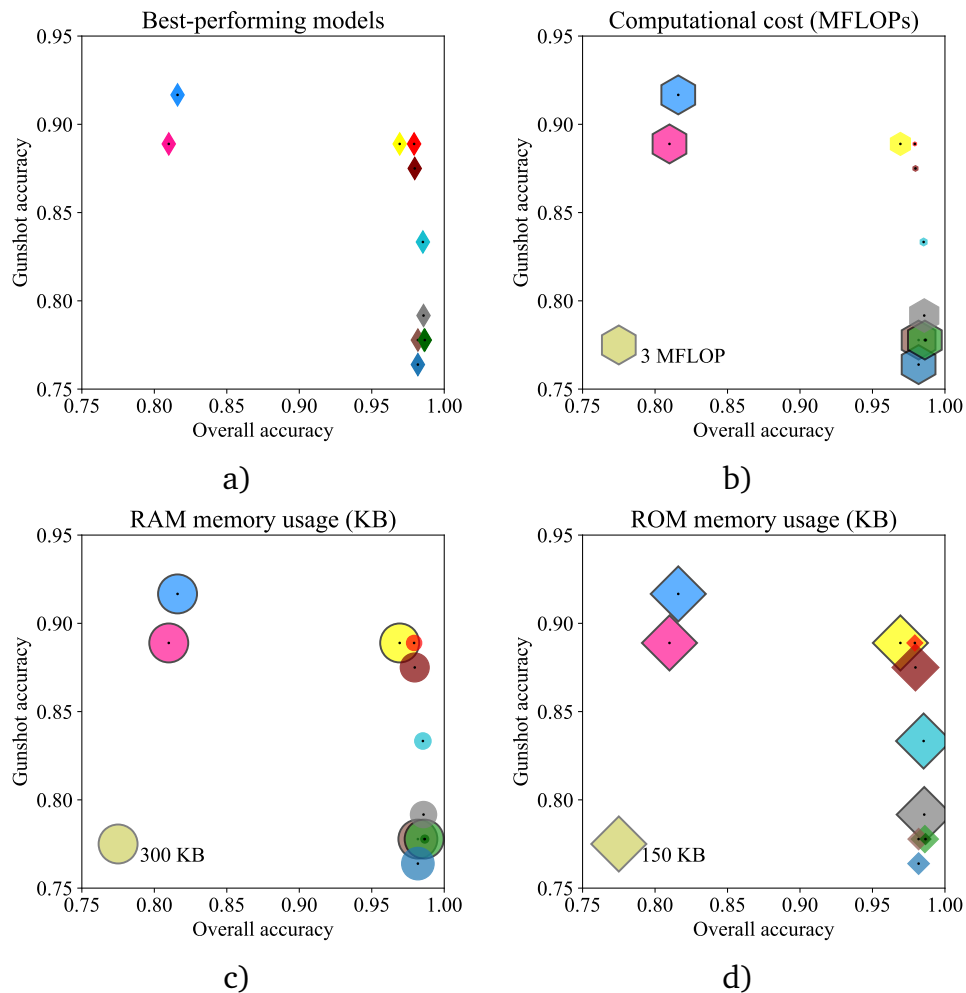 Best-performing models
0.95
0.90
0.85
0.80
0.75
Gunshot accuracy
0.75 0.80 0.85 0.90 0.95 1.00
Overall accuracy
a)
Computational cost (MFLOPs)
0.95
0.90
0.85
0.80
0.75
Gunshot accuracy
3 MFLOP
0.75 0.80 0.85 0.90 0.95 1.00
Overall accuracy
b)
RAM memory usage (KB)
0.95
0.90
0.85
0.80
0.75
Gunshot accuracy
300 KB
0.75 0.80 0.85 0.90 0.95 1.00
Overall accuracy
c)
ROM memory usage (KB)
0.95
0.90
0.85
0.80
0.75
Gunshot accuracy
150 KB
0.75 0.80 0.85 0.90 0.95 1.00
Overall accuracy
d)